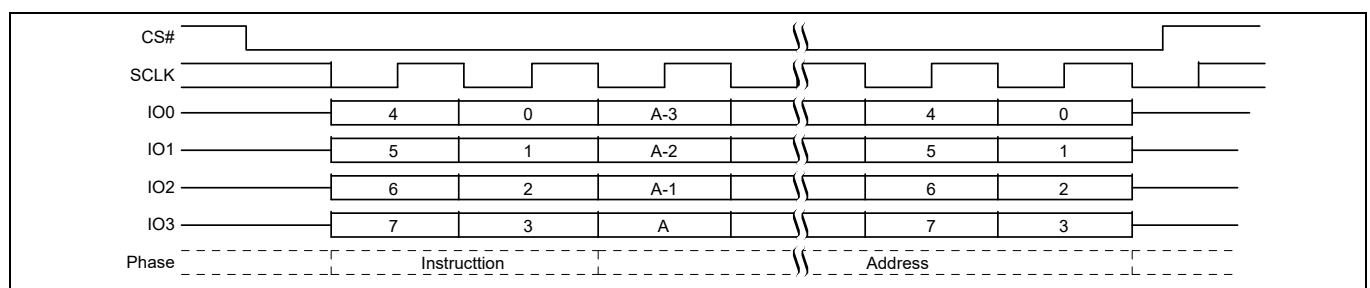 CS#
SCLK
IO0 4 0 A-3 4 0
IO1 5 1 A-2 5 1
IO2 6 2 A-1 6 2
IO3 7 3 A 7 3
Phase Instructtion Address